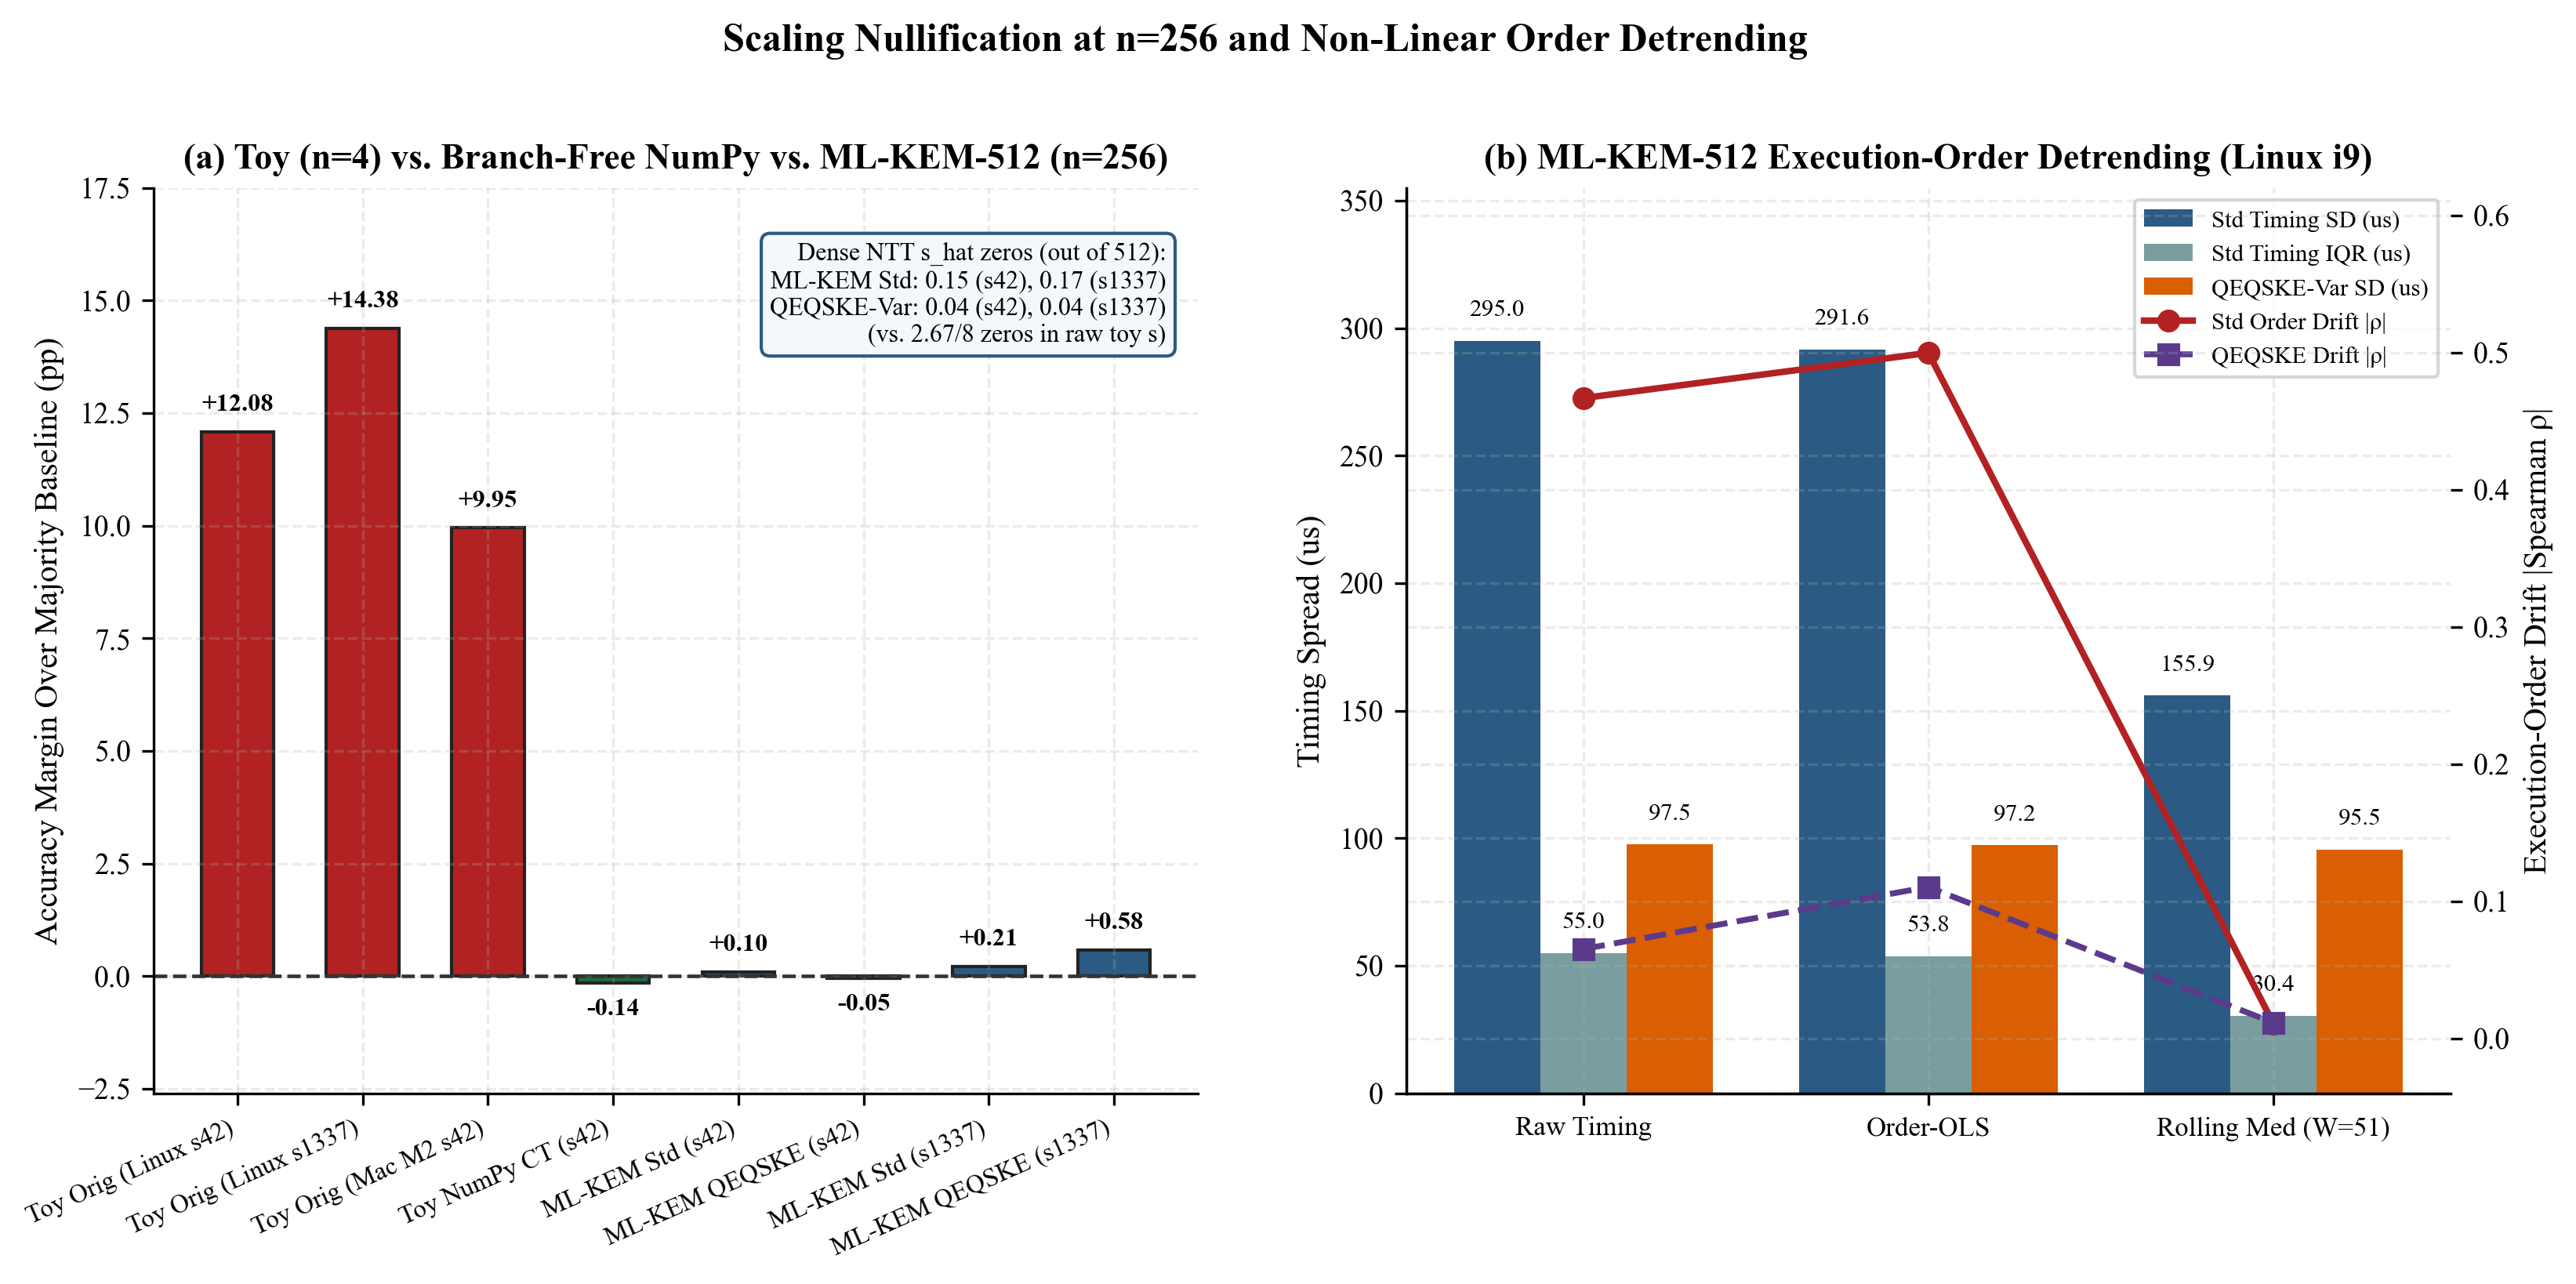 Scaling Nullification at n=256 and Non-Linear Order Detrending
(a) Toy (n=4) vs. Branch-Free NumPy vs. ML-KEM-512 (n=256)
Accuracy Margin Over Majority Baseline (pp)
17.5
15.0
12.5
10.0
7.5
5.0
2.5
0.0
−2.5
+12.08
+14.38
+9.95
-0.14
+0.10
-0.05
+0.21
+0.58
Dense NTT s_hat zeros (out of 512):
ML-KEM Std: 0.15 (s42), 0.17 (s1337)
QEQSKE-Var: 0.04 (s42), 0.04 (s1337)
(vs. 2.67/8 zeros in raw toy s)
Toy Orig (Linux s42)
Toy Orig (Linux s1337)
Toy Orig (Mac M2 s42)
Toy NumPy CT (s42)
ML-KEM Std (s42)
ML-KEM QEQSKE (s42)
ML-KEM Std (s1337)
ML-KEM QEQSKE (s1337)
(b) ML-KEM-512 Execution-Order Detrending (Linux i9)
Timing Spread (us)
350
300
250
200
150
100
50
0
295.0
55.0
97.5
291.6
53.8
97.2
155.9
30.4
95.5
Std Timing SD (us)
Std Timing IQR (us)
QEQSKE-Var SD (us)
Std Order Drift |ρ|
QEQSKE Drift |ρ|
Raw Timing
Order-OLS
Rolling Med (W=51)
0.6
0.5
0.4
0.3
0.2
0.1
0.0
Execution-Order Drift |Spearman ρ|